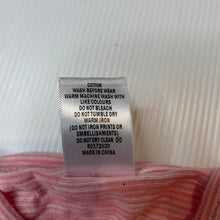 COTTON
WASH BEFORE WEAR
WARM MACHINE WASH WITH
LIKE COLOURS
DO NOT BLEACH
DO NOT TUMBLE DRY
WARM IRON
(DO NOT IRON PRINTS OR
EMBELLISHMENTS)
DO NOT DRY CLEAN
60172020
MADE IN CHINA